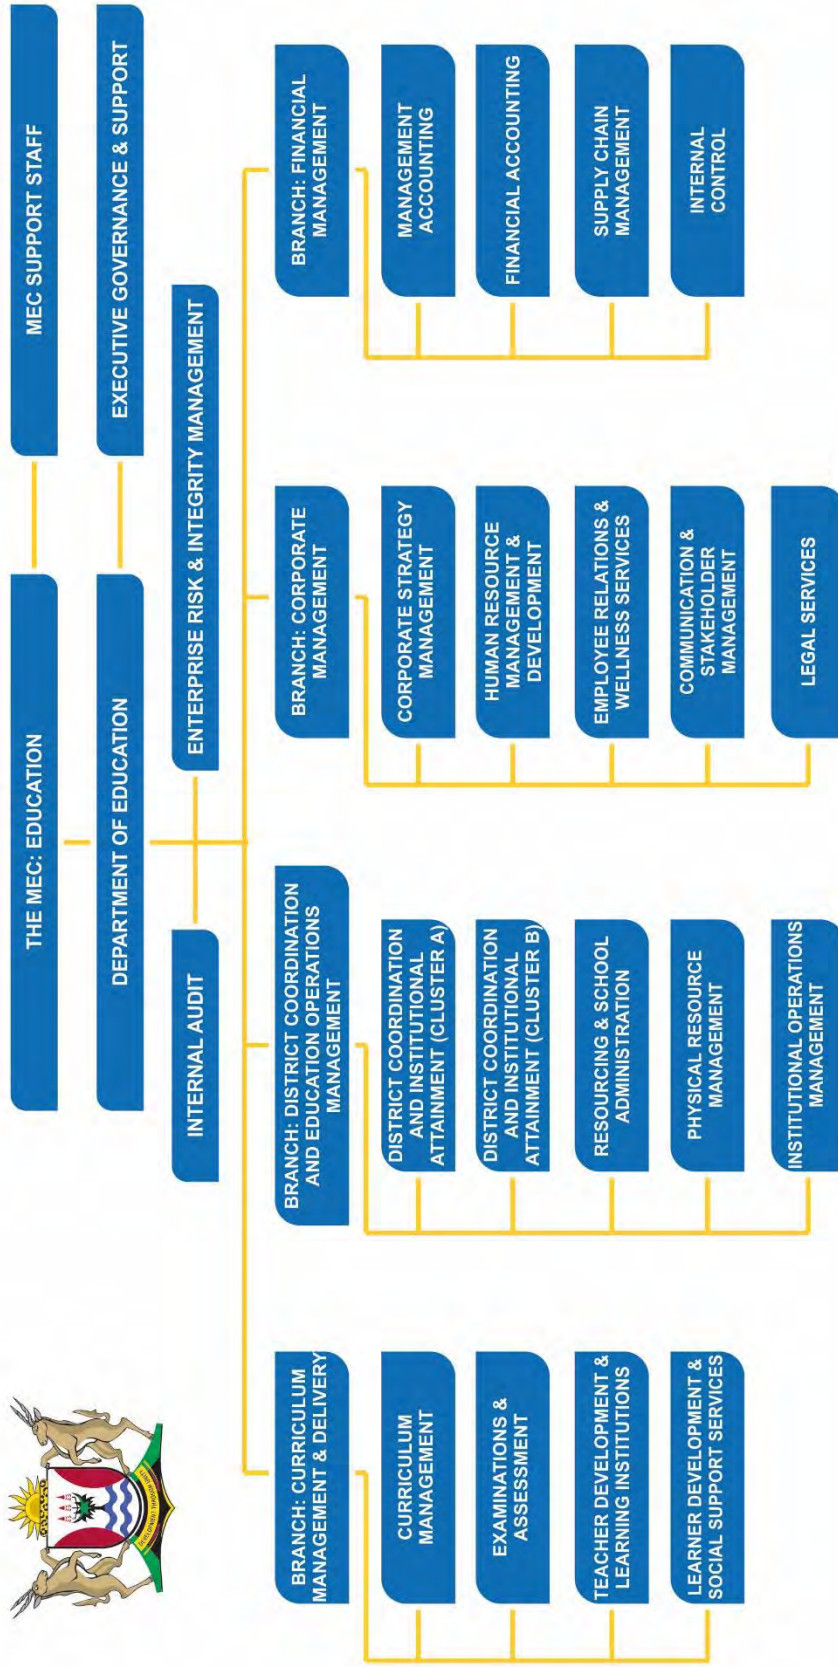 DEVELOPMENT THROUGH UNITY
THE MEC: EDUCATION
MEC SUPPORT STAFF
DEPARTMENT OF EDUCATION
EXECUTIVE GOVERNANCE & SUPPORT
INTERNAL AUDIT
ENTERPRISE RISK & INTEGRITY MANAGEMENT
BRANCH: CURRICULUM
MANAGEMENT & DELIVERY
CURRICULUM
MANAGEMENT
EXAMINATIONS &
ASSESSMENT
TEACHER DEVELOPMENT &
LEARNING INSTITUTIONS
LEARNER DEVELOPMENT &
SOCIAL SUPPORT SERVICES
BRANCH: DISTRICT COORDINATION
AND EDUCATION OPERATIONS
MANAGEMENT
DISTRICT COORDINATION
AND INSTITUTIONAL
ATTAINMENT (CLUSTER A)
DISTRICT COORDINATION
AND INSTITUTIONAL
ATTAINMENT (CLUSTER B)
RESOURCING & SCHOOL
ADMINISTRATION
PHYSICAL RESOURCE
MANAGEMENT
INSTITUTIONAL OPERATIONS
MANAGEMENT
BRANCH: CORPORATE
MANAGEMENT
CORPORATE STRATEGY
MANAGEMENT
HUMAN RESOURCE
MANAGEMENT &
DEVELOPMENT
EMPLOYEE RELATIONS &
WELLNESS SERVICES
COMMUNICATION &
STAKEHOLDER
MANAGEMENT
LEGAL SERVICES
BRANCH: FINANCIAL
MANAGEMENT
MANAGEMENT
ACCOUNTING
FINANCIAL ACCOUNTING
SUPPLY CHAIN
MANAGEMENT
INTERNAL
CONTROL